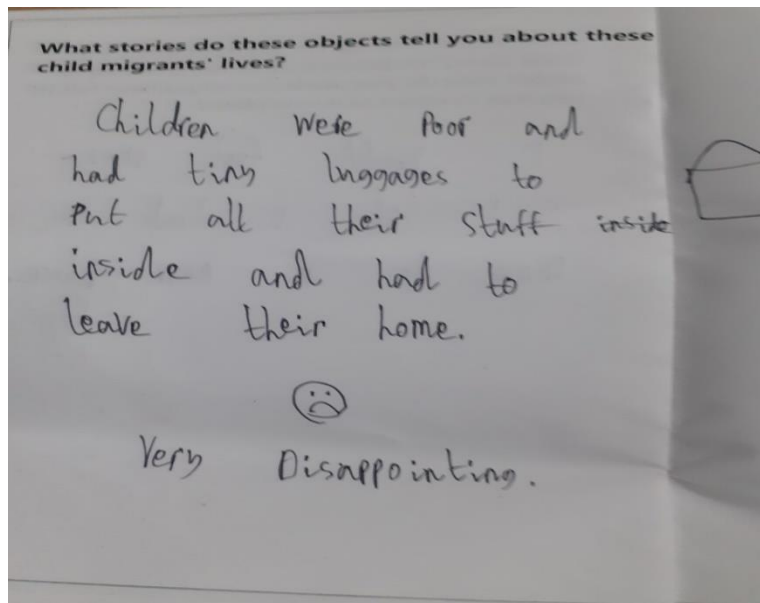 What stories do these objects tell you about these
child migrants' lives?
Children were Poor and
had tiny luggages to
Put all their stuff inside
inside and had to
leave their home.
Very Disappointing.